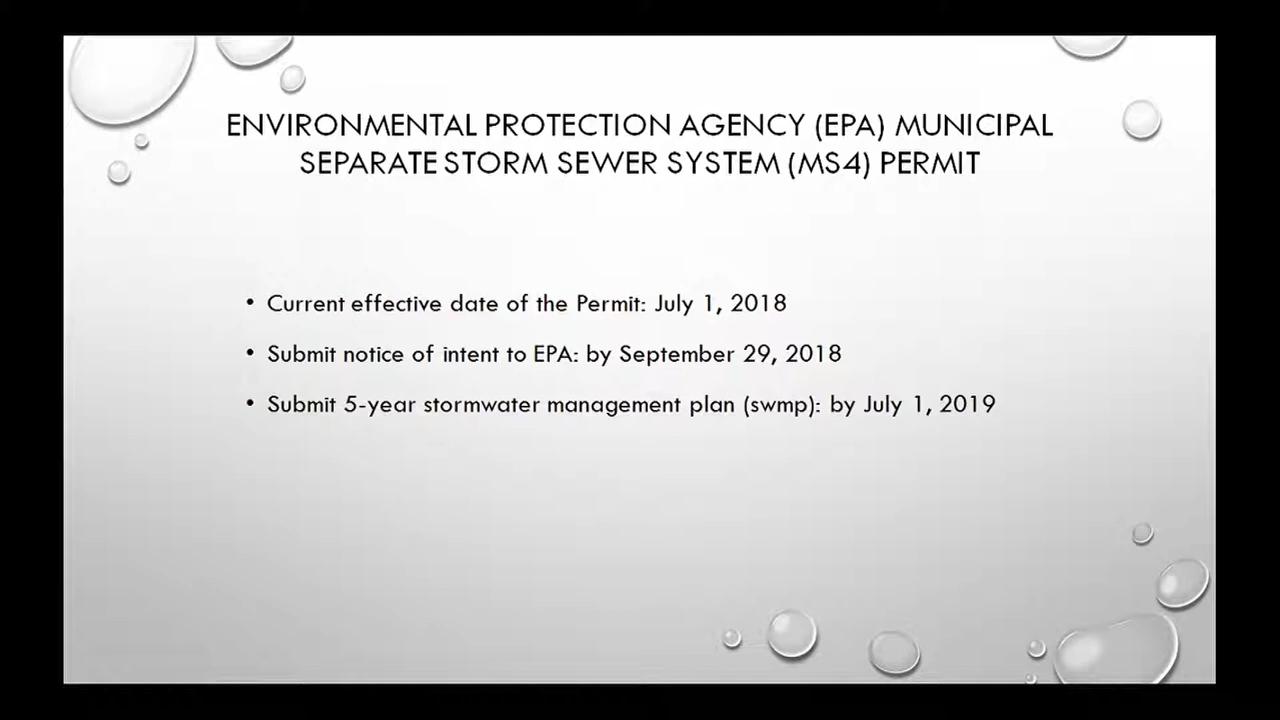 ENVIRONMENTAL PROTECTION AGENCY (EPA) MUNICIPAL
SEPARATE STORM SEWER SYSTEM (MS4) PERMIT
• Current effective date of the Permit: July 1, 2018
• Submit notice of intent to EPA: by September 29, 2018
• Submit 5-year stormwater management plan (swmp): by July 1, 2019